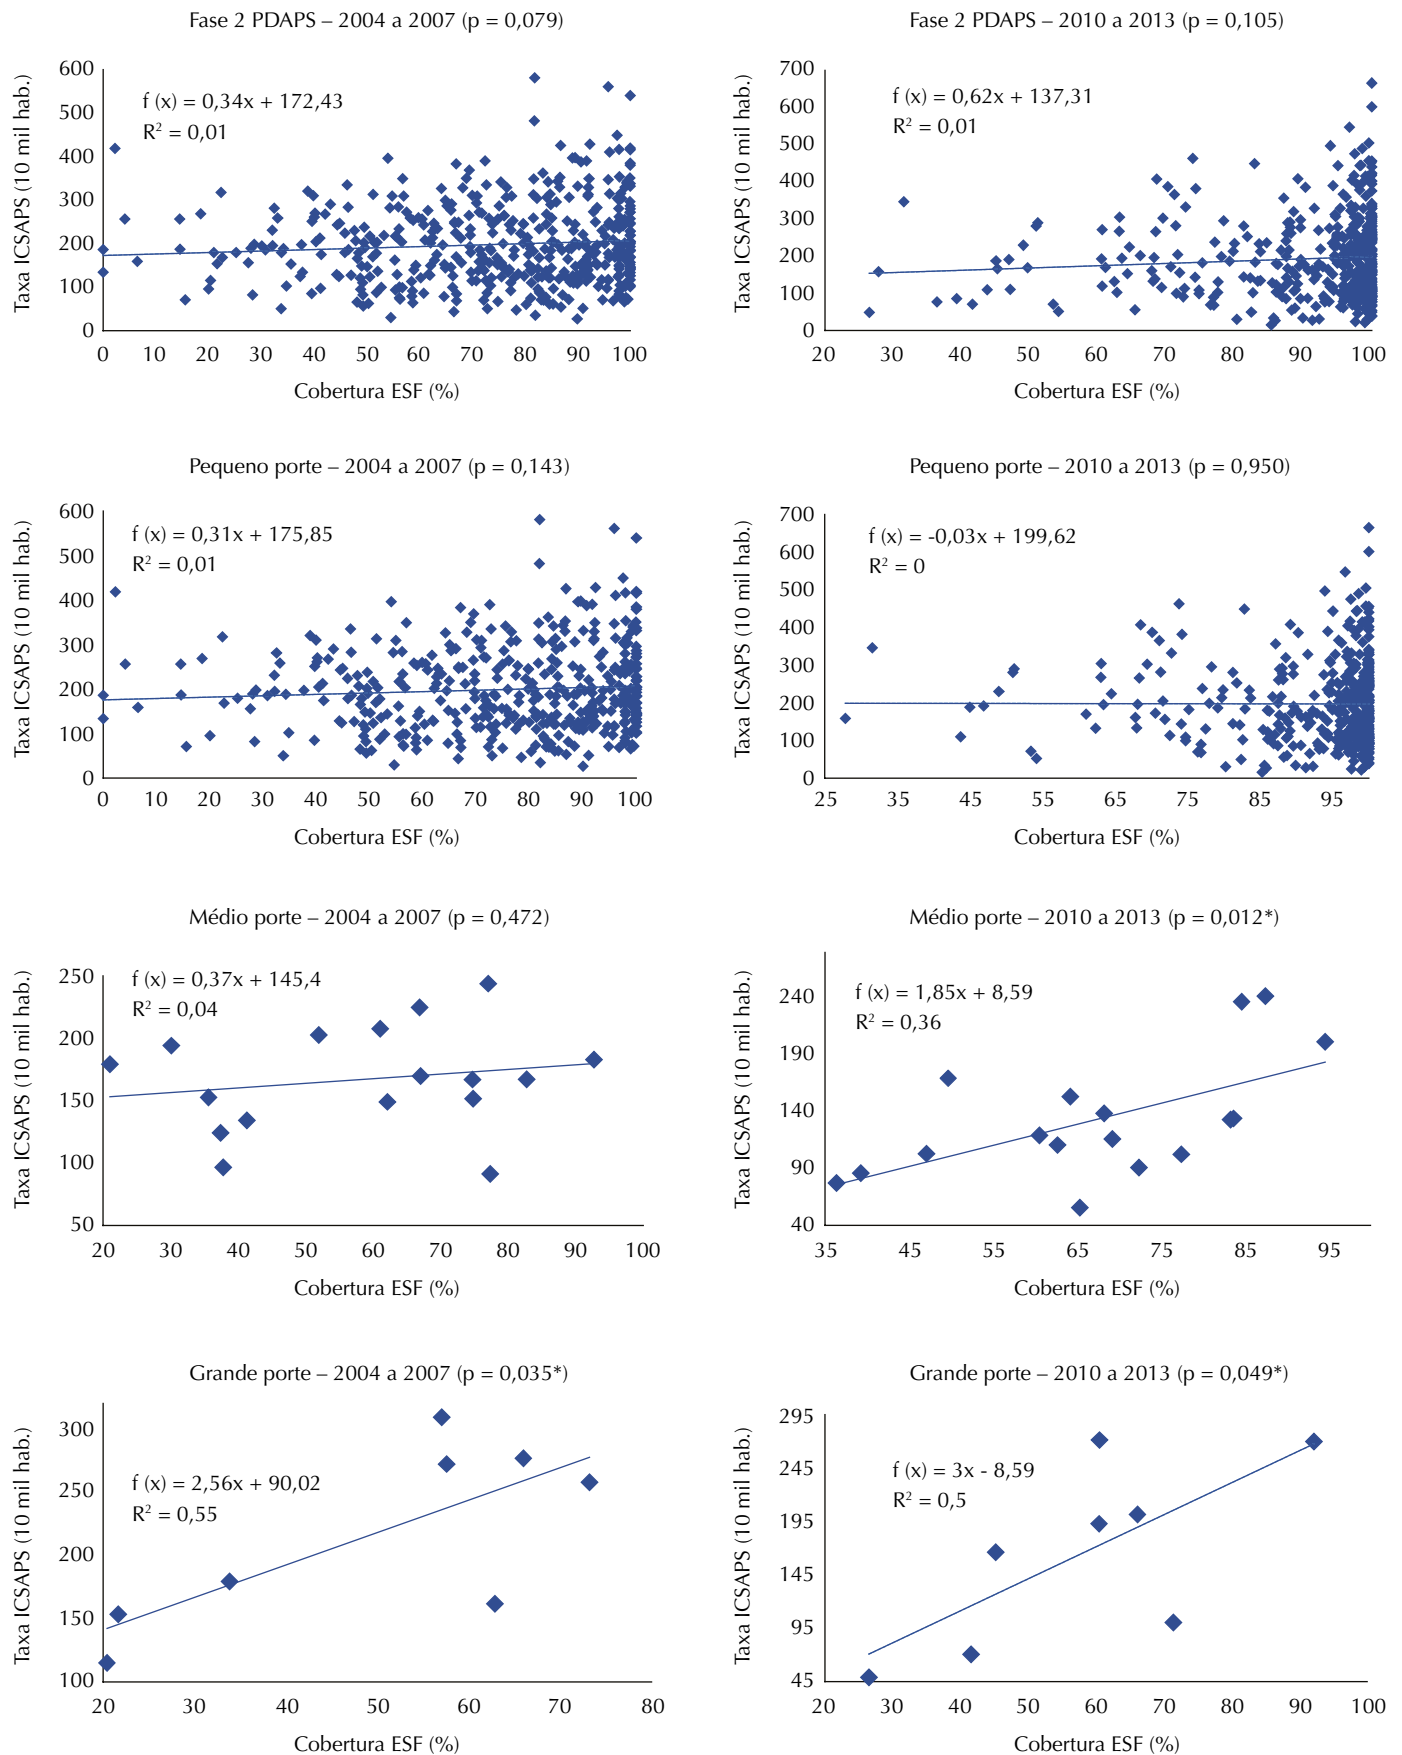 Fase 2 PDAPS – 2004 a 2007 (p = 0,079)
Taxa ICSAPS (10 mil hab.)
f (x) = 0,34x + 172,43
R² = 0,01
600
500
400
300
200
100
0
0 10 20 30 40 50 60 70 80 90 100
Cobertura ESF (%)
Fase 2 PDAPS – 2010 a 2013 (p = 0,105)
Taxa ICSAPS (10 mil hab.)
f (x) = 0,62x + 137,31
R² = 0,01
700
600
500
400
300
200
100
0
20 30 40 50 60 70 80 90 100
Cobertura ESF (%)
Pequeno porte – 2004 a 2007 (p = 0,143)
Taxa ICSAPS (10 mil hab.)
f (x) = 0,31x + 175,85
R² = 0,01
600
500
400
300
200
100
0
0 10 20 30 40 50 60 70 80 90 100
Cobertura ESF (%)
Pequeno porte – 2010 a 2013 (p = 0,950)
Taxa ICSAPS (10 mil hab.)
f (x) = -0,03x + 199,62
R² = 0
700
600
500
400
300
200
100
0
25 35 45 55 65 75 85 95
Cobertura ESF (%)
Médio porte – 2004 a 2007 (p = 0,472)
Taxa ICSAPS (10 mil hab.)
f (x) = 0,37x + 145,4
R² = 0,04
250
200
150
100
50
20 30 40 50 60 70 80 90 100
Cobertura ESF (%)
Médio porte – 2010 a 2013 (p = 0,012*)
Taxa ICSAPS (10 mil hab.)
f (x) = 1,85x + 8,59
R² = 0,36
240
190
140
90
40
35 45 55 65 75 85 95
Cobertura ESF (%)
Grande porte – 2004 a 2007 (p = 0,035*)
Taxa ICSAPS (10 mil hab.)
f (x) = 2,56x + 90,02
R² = 0,55
300
250
200
150
100
20 30 40 50 60 70 80
Cobertura ESF (%)
Grande porte – 2010 a 2013 (p = 0,049*)
Taxa ICSAPS (10 mil hab.)
f (x) = 3x - 8,59
R² = 0,5
295
245
195
145
95
45
20 30 40 50 60 70 80 90 100
Cobertura ESF (%)